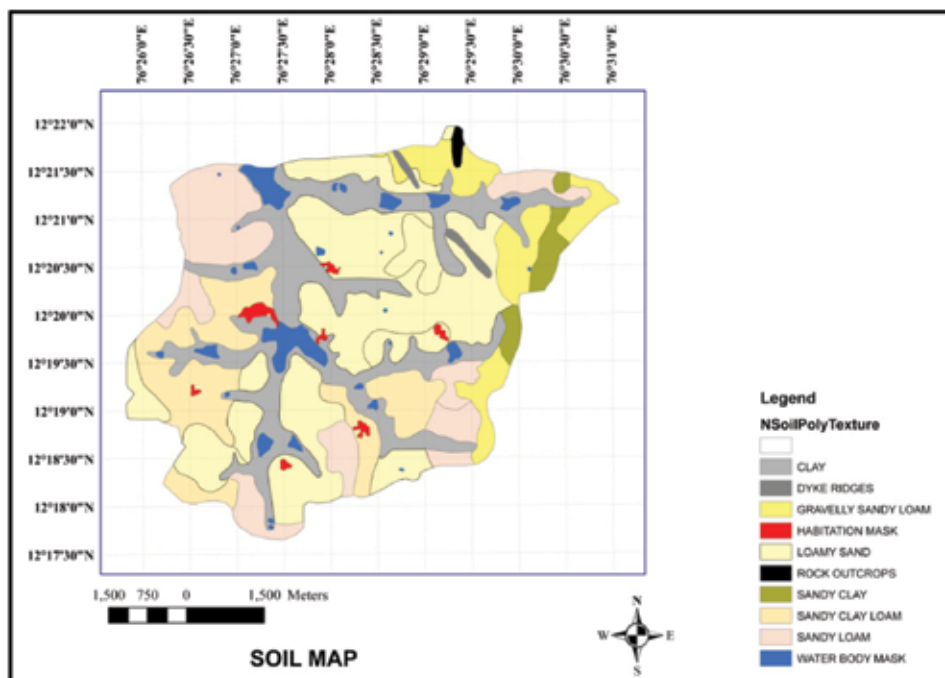 76°26'0"E
76°26'30"E
76°27'0"E
76°27'30"E
76°28'0"E
76°28'30"E
76°29'0"E
76°29'30"E
76°30'0"E
76°30'30"E
76°31'0"E
12°22'0"N
12°21'30"N
12°21'0"N
12°20'30"N
12°20'0"N
12°19'30"N
12°19'0"N
12°18'30"N
12°18'0"N
12°17'30"N
Legend
NSoilPolyTexture
CLAY
DYKE RIDGES
GRAVELLY SANDY LOAM
HABITATION MASK
LOAMY SAND
ROCK OUTCROPS
SANDY CLAY
SANDY CLAY LOAM
SANDY LOAM
WATER BODY MASK
1,500 750 0 1,500 Meters
N
W E
S
SOIL MAP